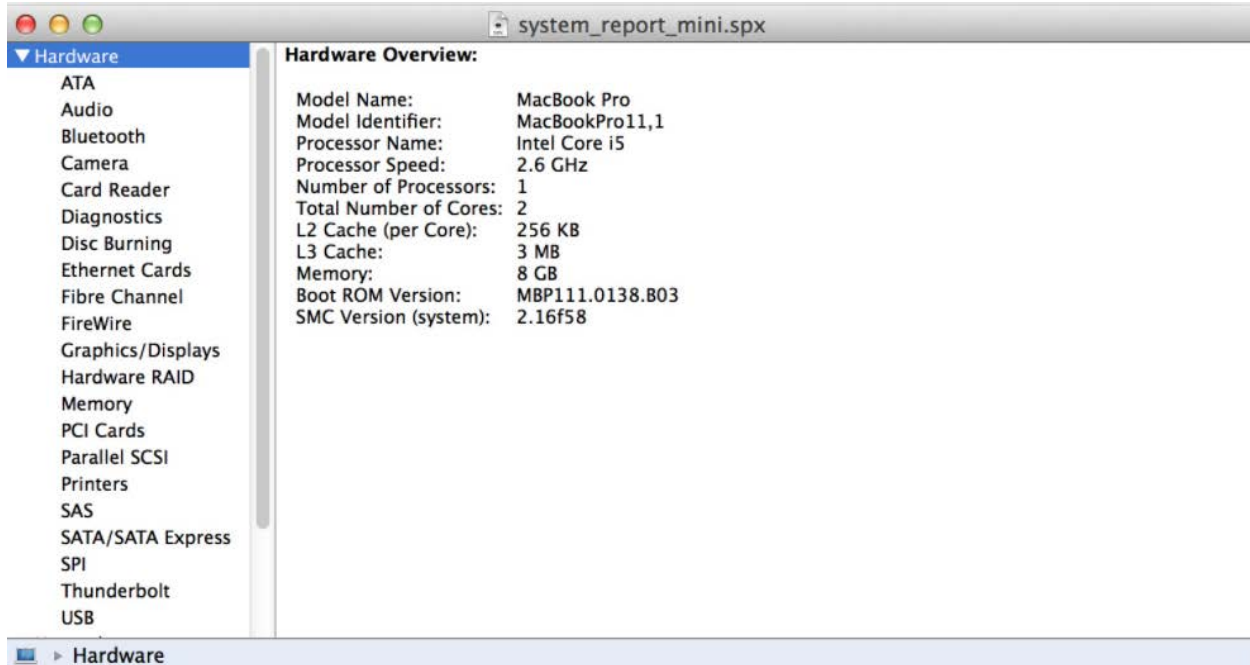 system_report_mini.spx
Hardware
ATA
Audio
Bluetooth
Camera
Card Reader
Diagnostics
Disc Burning
Ethernet Cards
Fibre Channel
FireWire
Graphics/Displays
Hardware RAID
Memory
PCI Cards
Parallel SCSI
Printers
SAS
SATA/SATA Express
SPI
Thunderbolt
USB
Hardware Overview:
Model Name: MacBook Pro
Model Identifier: MacBookPro11,1
Processor Name: Intel Core i5
Processor Speed: 2.6 GHz
Number of Processors: 1
Total Number of Cores: 2
L2 Cache (per Core): 256 KB
L3 Cache: 3 MB
Memory: 8 GB
Boot ROM Version: MBP111.0138.B03
SMC Version (system): 2.16f58
Hardware